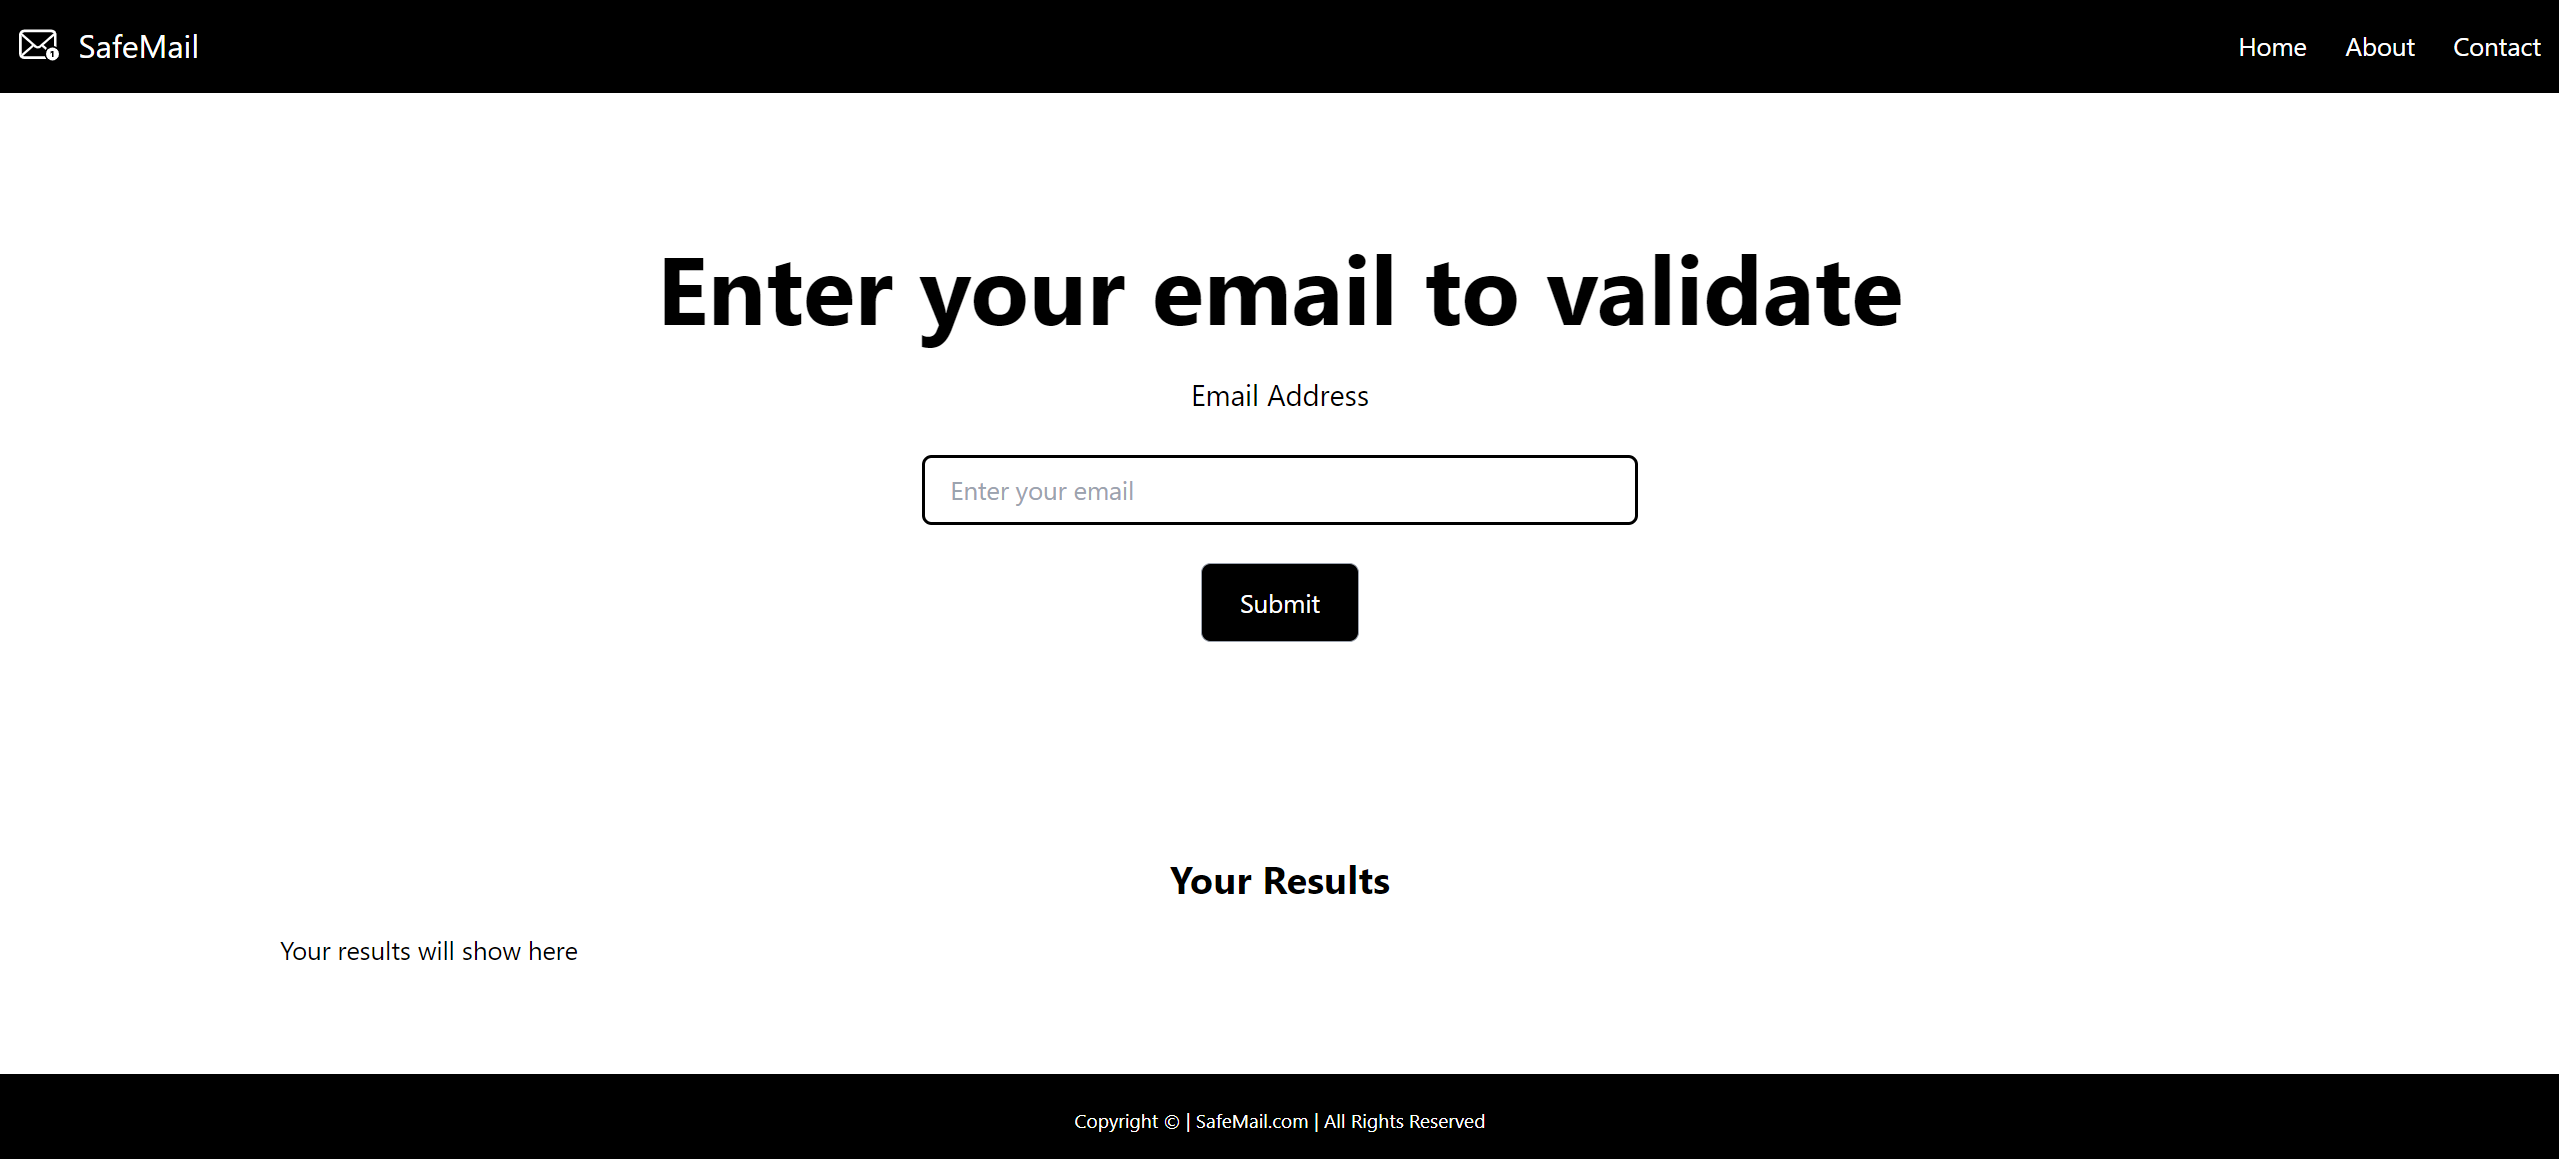 SafeMail
Home About Contact
Enter your email to validate
Email Address
Enter your email
Submit
Your Results
Your results will show here
Copyright © | SafeMail.com | All Rights Reserved